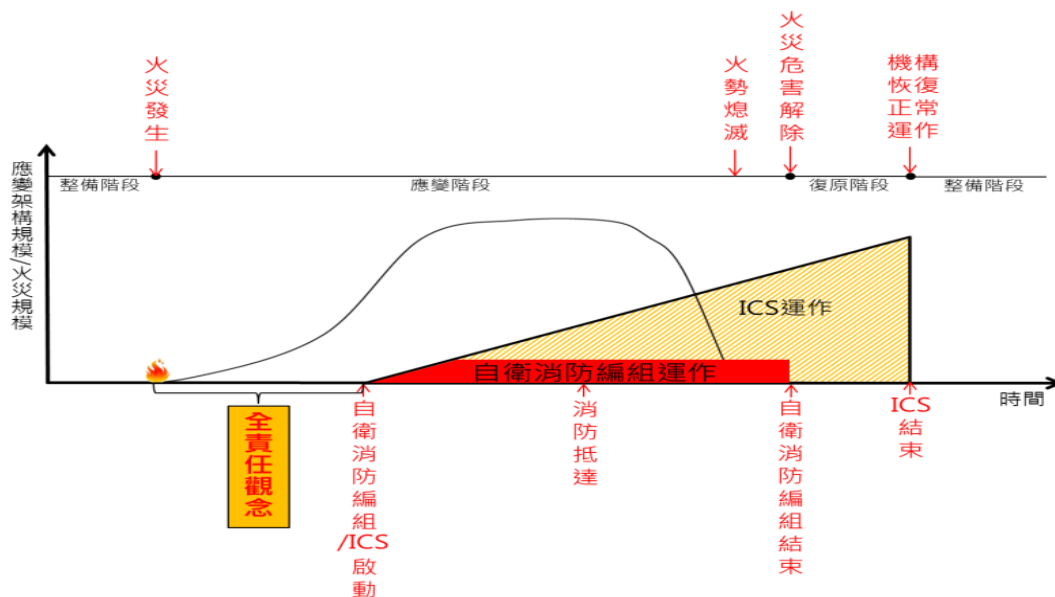 火災發生
火勢熄滅
火災危害解除
機構恢復正常運作
應變架構規模/火災規模
整備階段
應變階段
復原階段
整備階段
ICS運作
自衛消防編組運作
時間
全責任觀念
自衛消防編組/ICS啟動
消防抵達
自衛消防編組結束
ICS結束